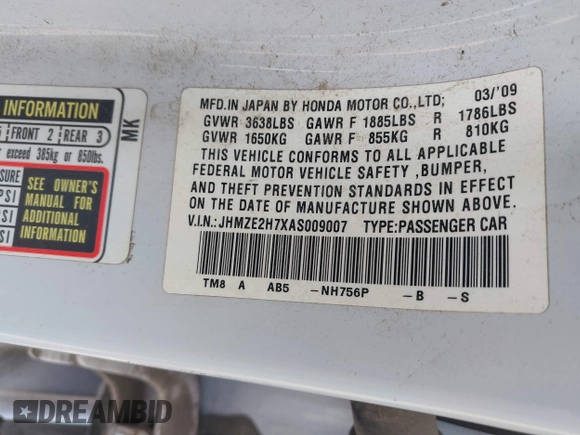 INFORMATION
FRONT 2 REAR 3
exceed 385kg or 850lbs.
SEE OWNER'S
MANUAL FOR
ADDITIONAL
INFORMATION
MK
MFD.IN JAPAN BY HONDA MOTOR CO.,LTD; 03/'09
GVWR 3638LBS GAWR F 1885LBS R 1786LBS
GVWR 1650KG GAWR F 855KG R 810KG
THIS VEHICLE CONFORMS TO ALL APPLICABLE
FEDERAL MOTOR VEHICLE SAFETY ,BUMPER,
AND THEFT PREVENTION STANDARDS IN EFFECT
ON THE DATE OF MANUFACTURE SHOWN ABOVE.
V.I.N.:JHMZE2H7XAS009007 TYPE:PASSENGER CAR
TM8 A AB5 -NH756P -B -S
DREAMBID